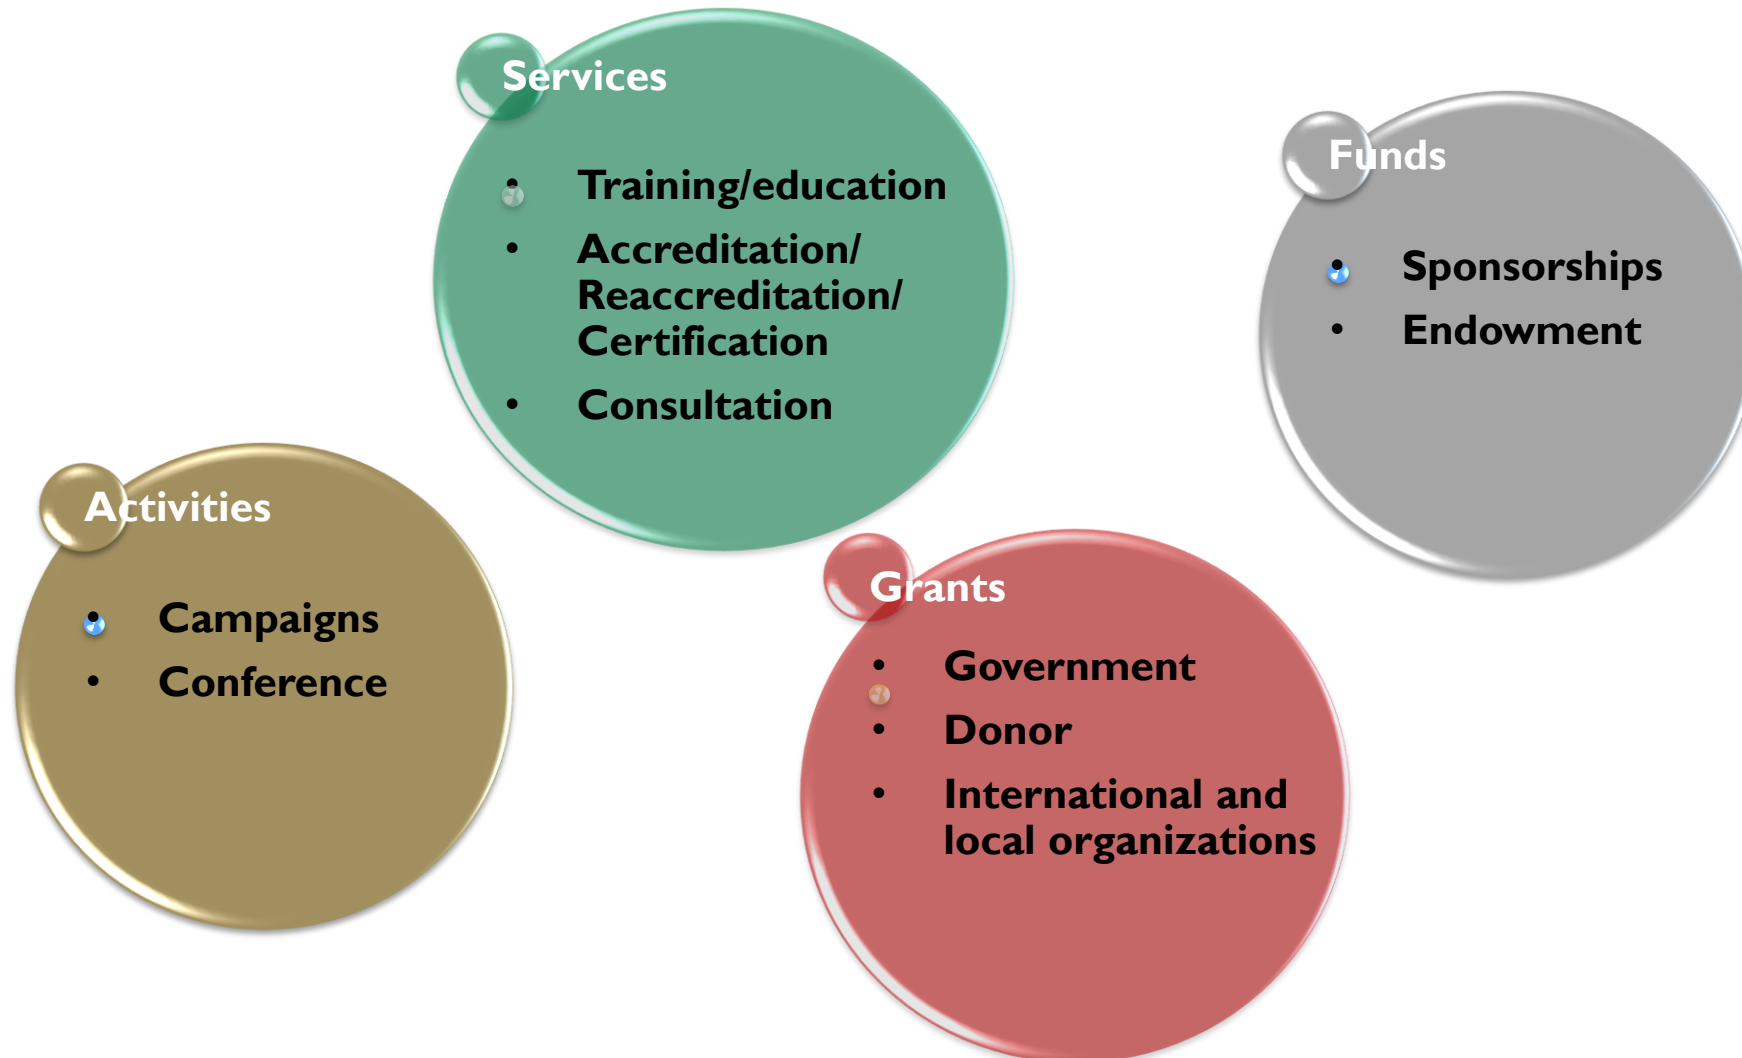 Services
• Training/education
• Accreditation/
Reaccreditation/
Certification
• Consultation
Funds
• Sponsorships
• Endowment
Activities
• Campaigns
• Conference
Grants
• Government
• Donor
• International and
local organizations